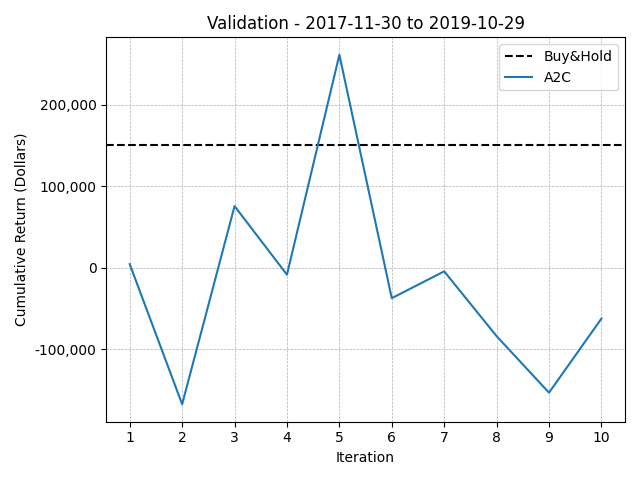 Validation - 2017-11-30 to 2019-10-29
Buy&Hold
A2C
Cumulative Return (Dollars)
200,000
100,000
0
-100,000
1 2 3 4 5 6 7 8 9 10
Iteration